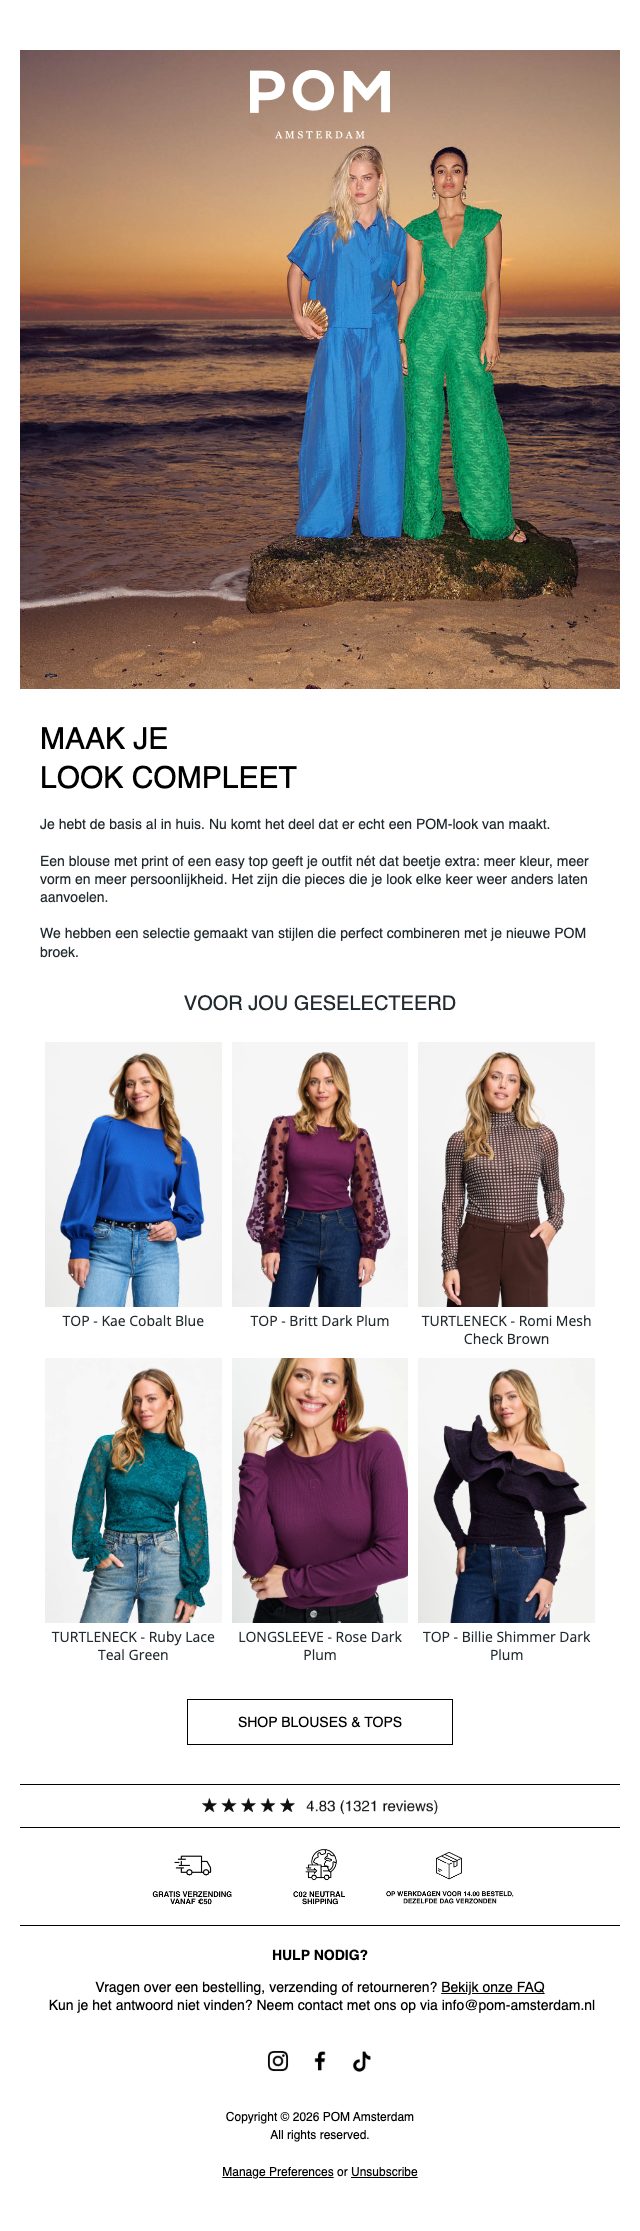 POM
AMSTERDAM
MAAK JE
LOOK COMPLEET
Je hebt de basis al in huis. Nu komt het deel dat er echt een POM-look van maakt.
Een blouse met print of een easy top geeft je outfit nét dat beetje extra: meer kleur, meer
vorm en meer persoonlijkheid. Het zijn die pieces die je look elke keer weer anders laten
aanvoelen.
We hebben een selectie gemaakt van stijlen die perfect combineren met je nieuwe POM
broek.
VOOR JOU GESELECTEERD
TOP - Kae Cobalt Blue
TOP - Britt Dark Plum
TURTLENECK - Romi Mesh
Check Brown
TURTLENECK - Ruby Lace
Teal Green
LONGSLEEVE - Rose Dark
Plum
TOP - Billie Shimmer Dark
Plum
SHOP BLOUSES & TOPS
4.83 (1321 reviews)
GRATIS VERZENDING
VANAF €50
C02 NEUTRAL
SHIPPING
OP WERKDAGEN VOOR 14.00 BESTELD,
DEZELFDE DAG VERZONDEN
HULP NODIG?
Vragen over een bestelling, verzending of retourneren? Bekijk onze FAQ
Kun je het antwoord niet vinden? Neem contact met ons op via info@pom-amsterdam.nl
Copyright © 2026 POM Amsterdam
All rights reserved.
Manage Preferences or Unsubscribe